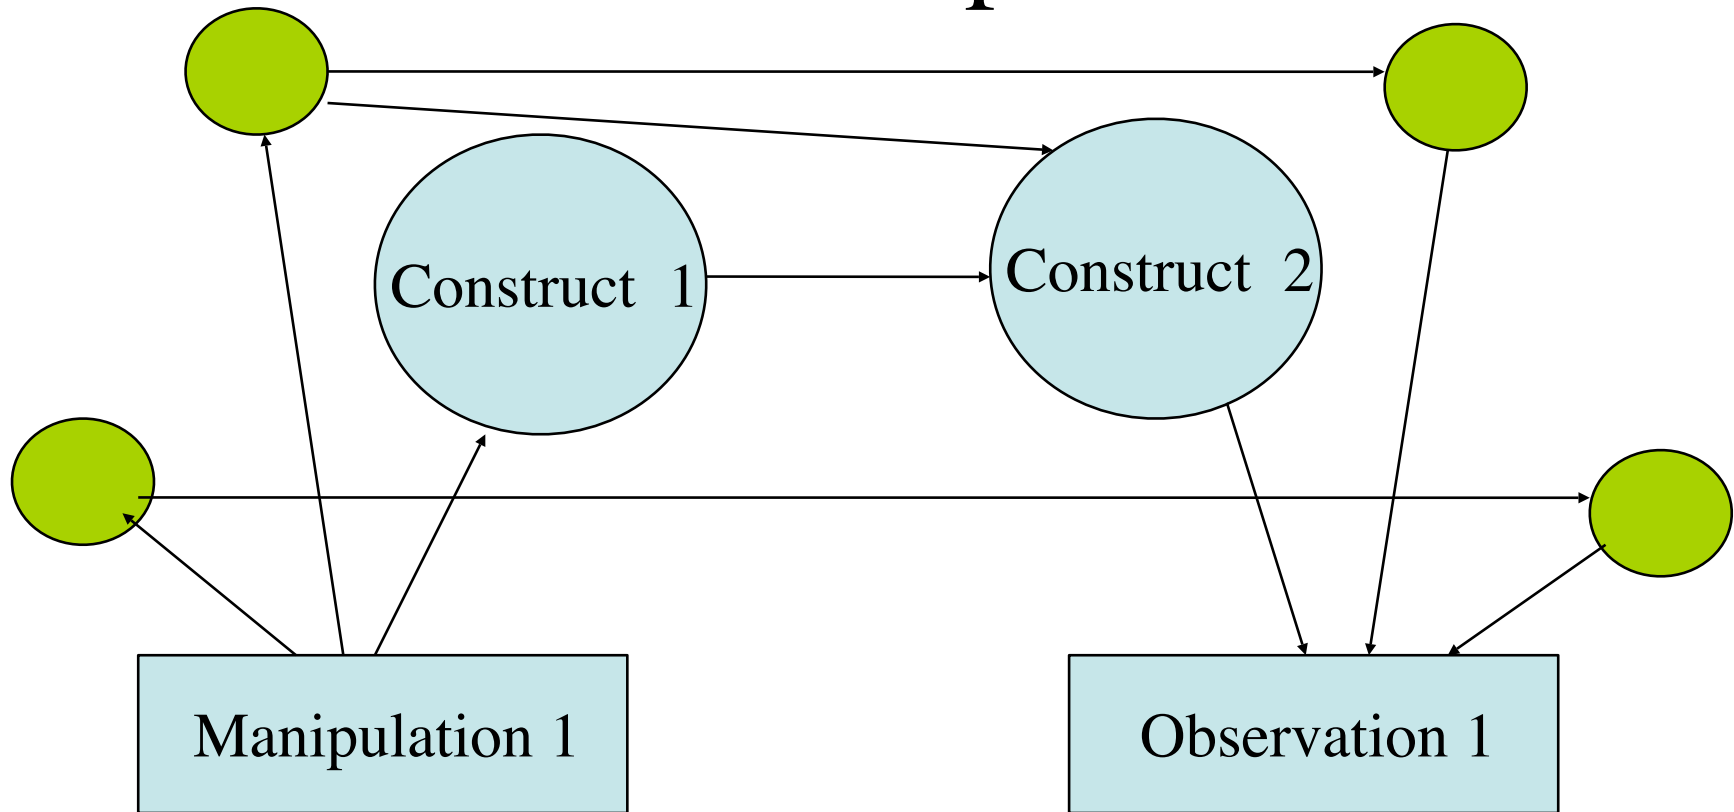 Construct 1
Construct 2
Manipulation 1
Observation 1